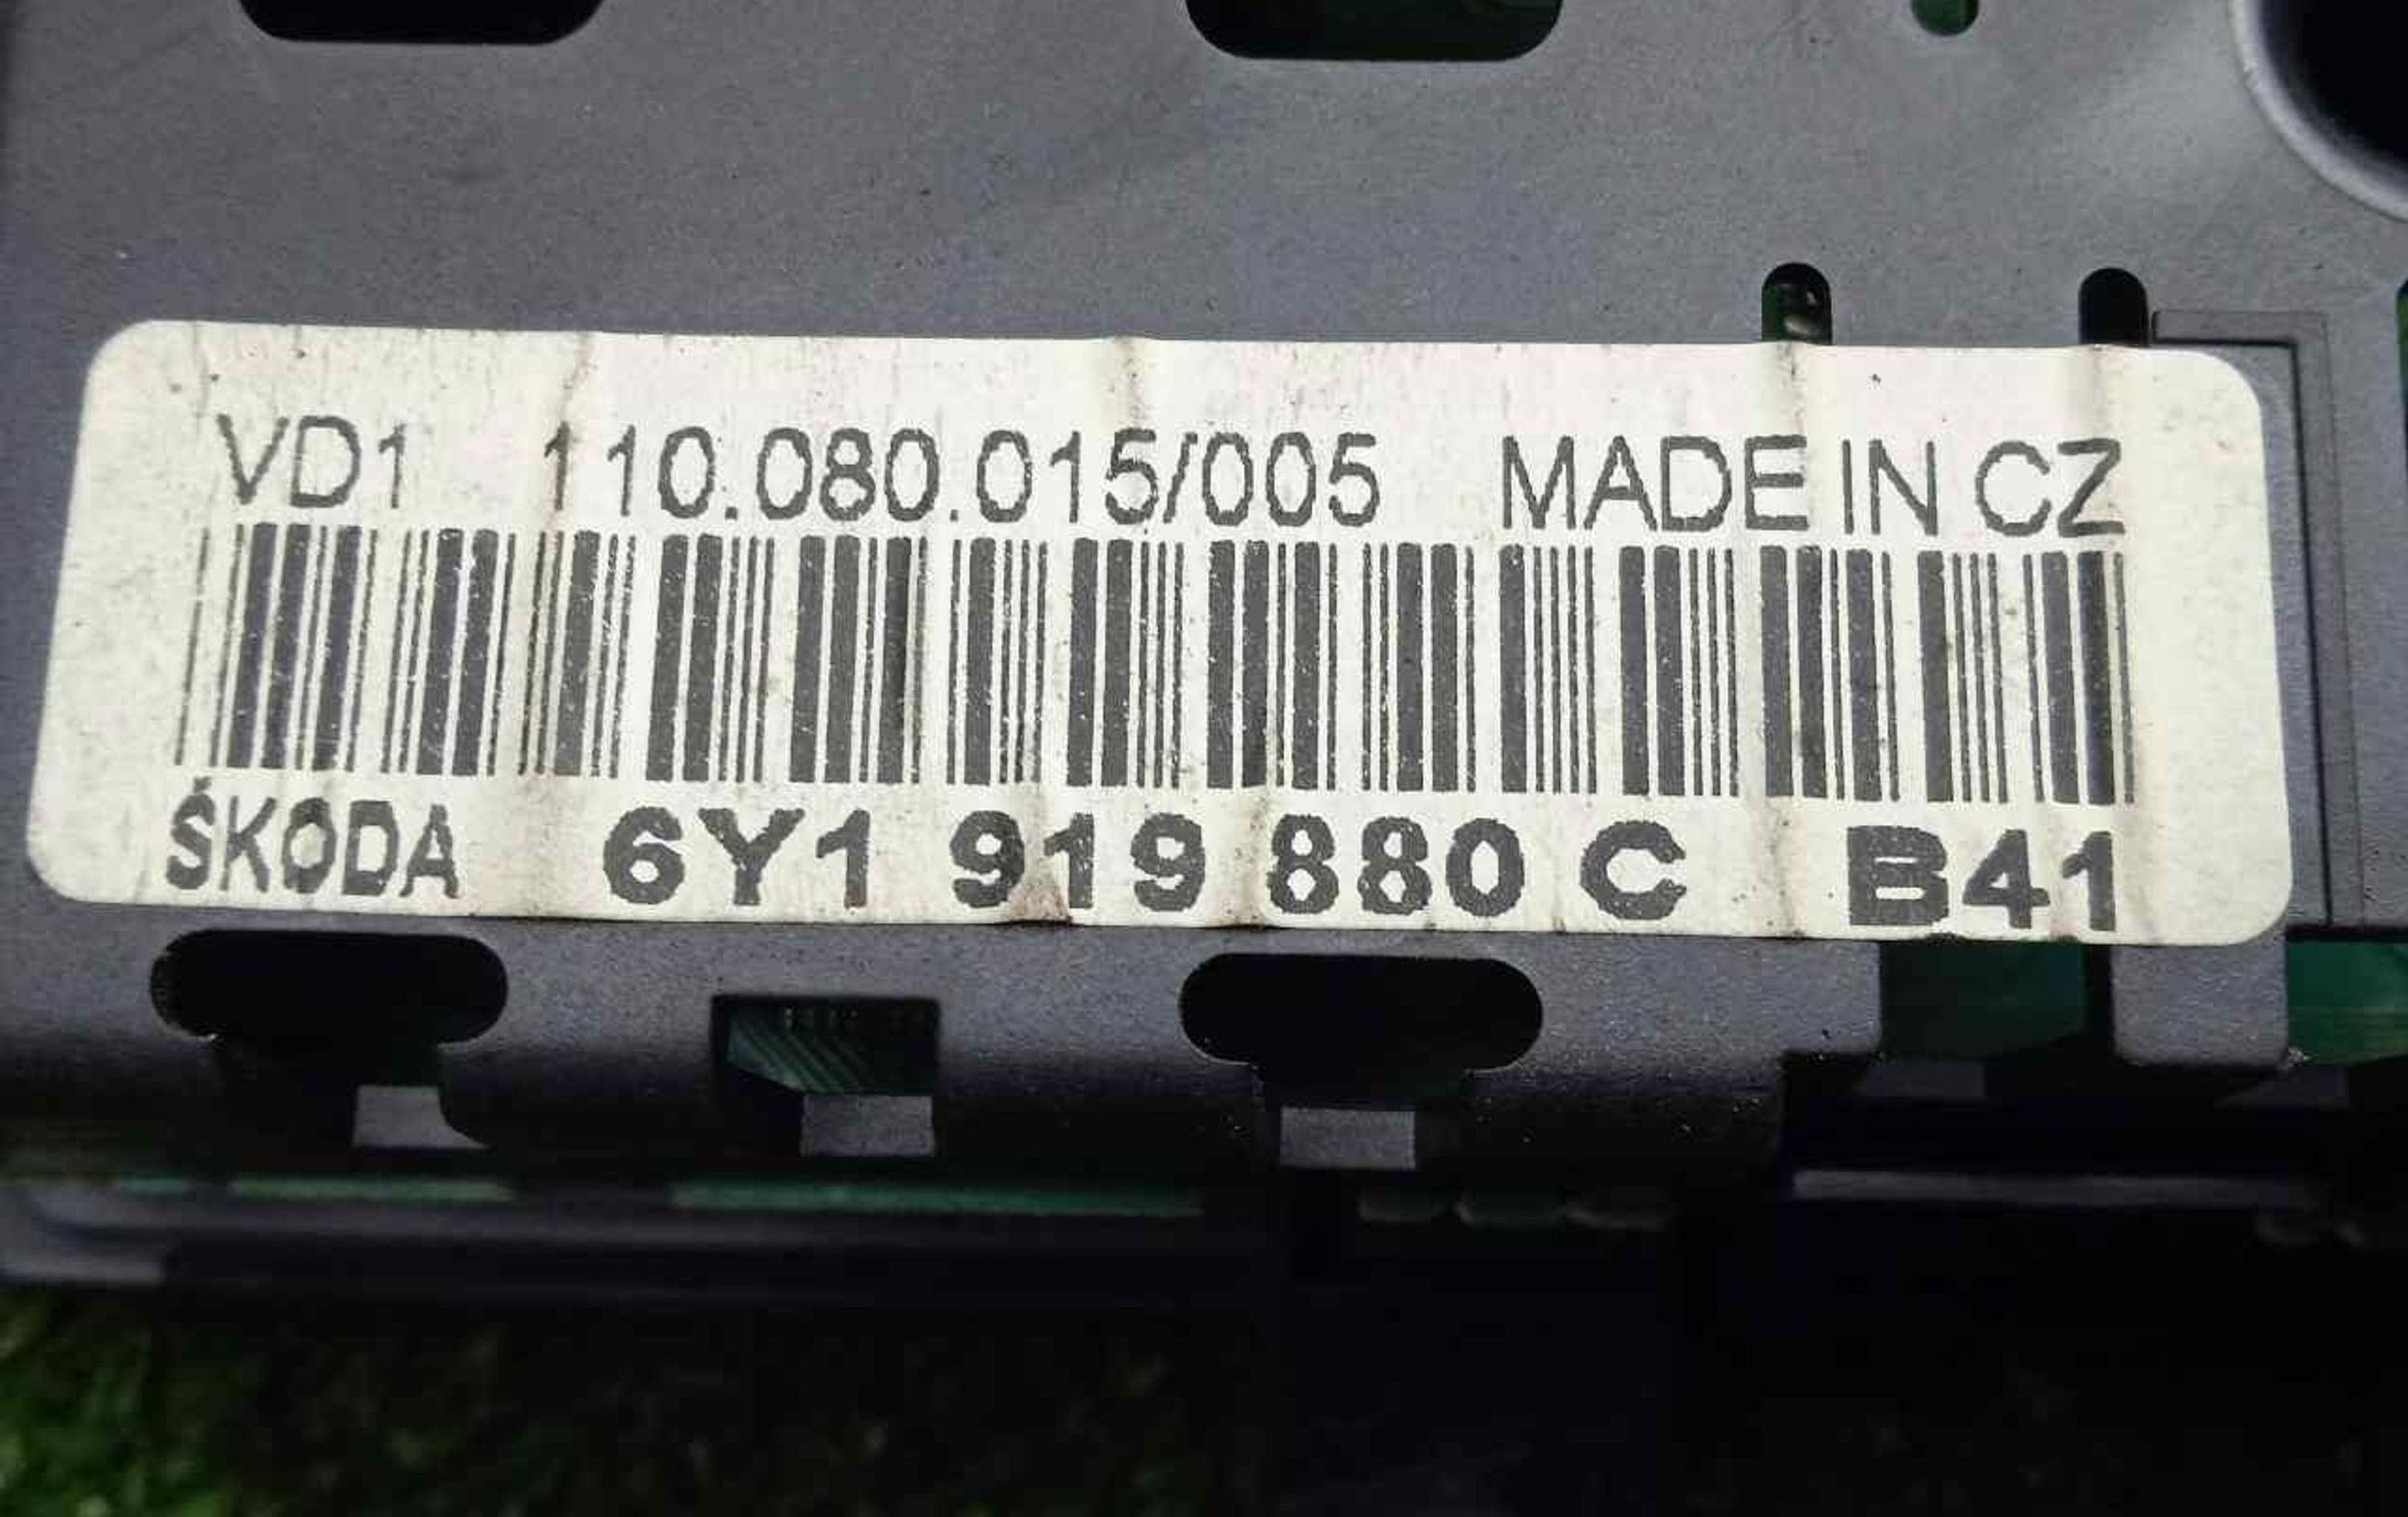 VD1 110.080.015/005 MADE IN CZ
ŠKODA 6Y1 919 880 C B41